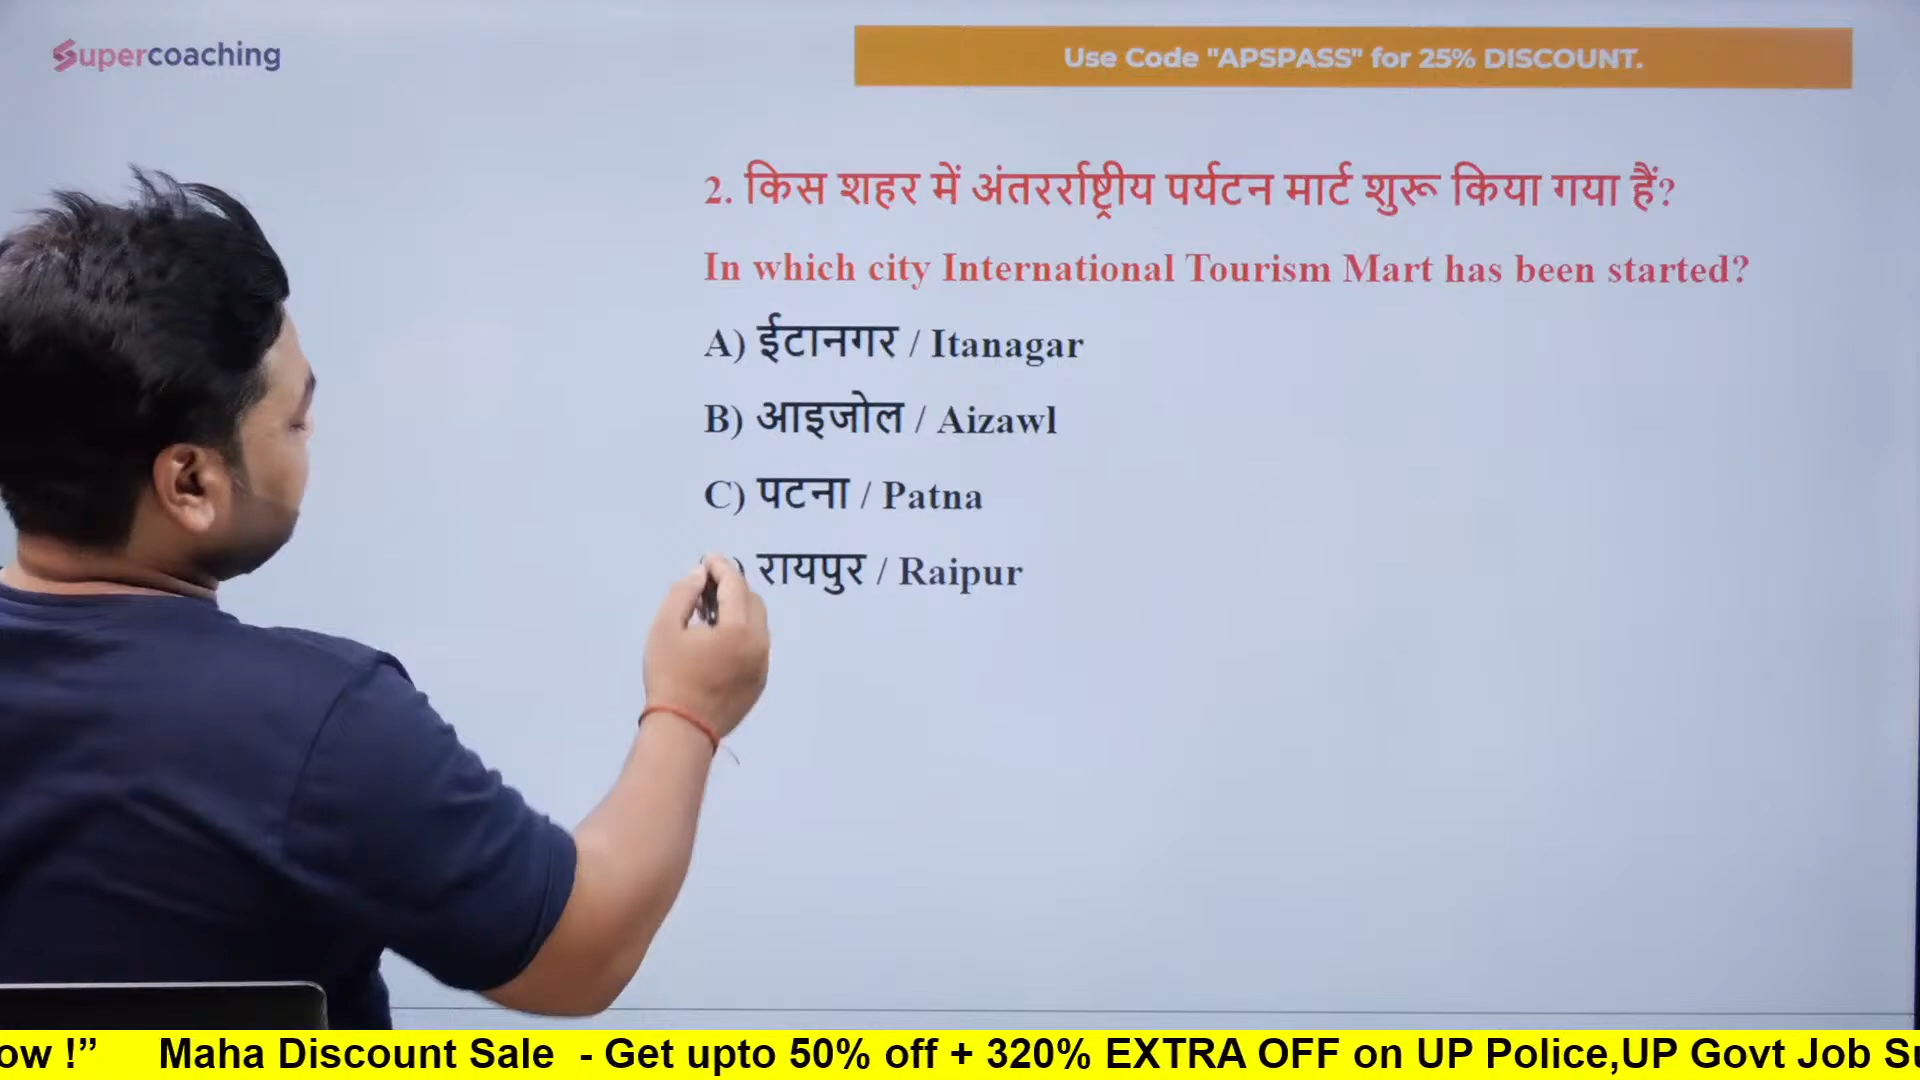 Supercoaching
Use Code "APSPASS" for 25% DISCOUNT.
2. किस शहर में अंतरर्राष्ट्रीय पर्यटन मार्ट शुरू किया गया हैं?
In which city International Tourism Mart has been started?
A) ईटानगर / Itanagar
B) आइजोल / Aizawl
C) पटना / Patna
) रायपुर / Raipur
ow !” Maha Discount Sale - Get upto 50% off + 320% EXTRA OFF on UP Police,UP Govt Job